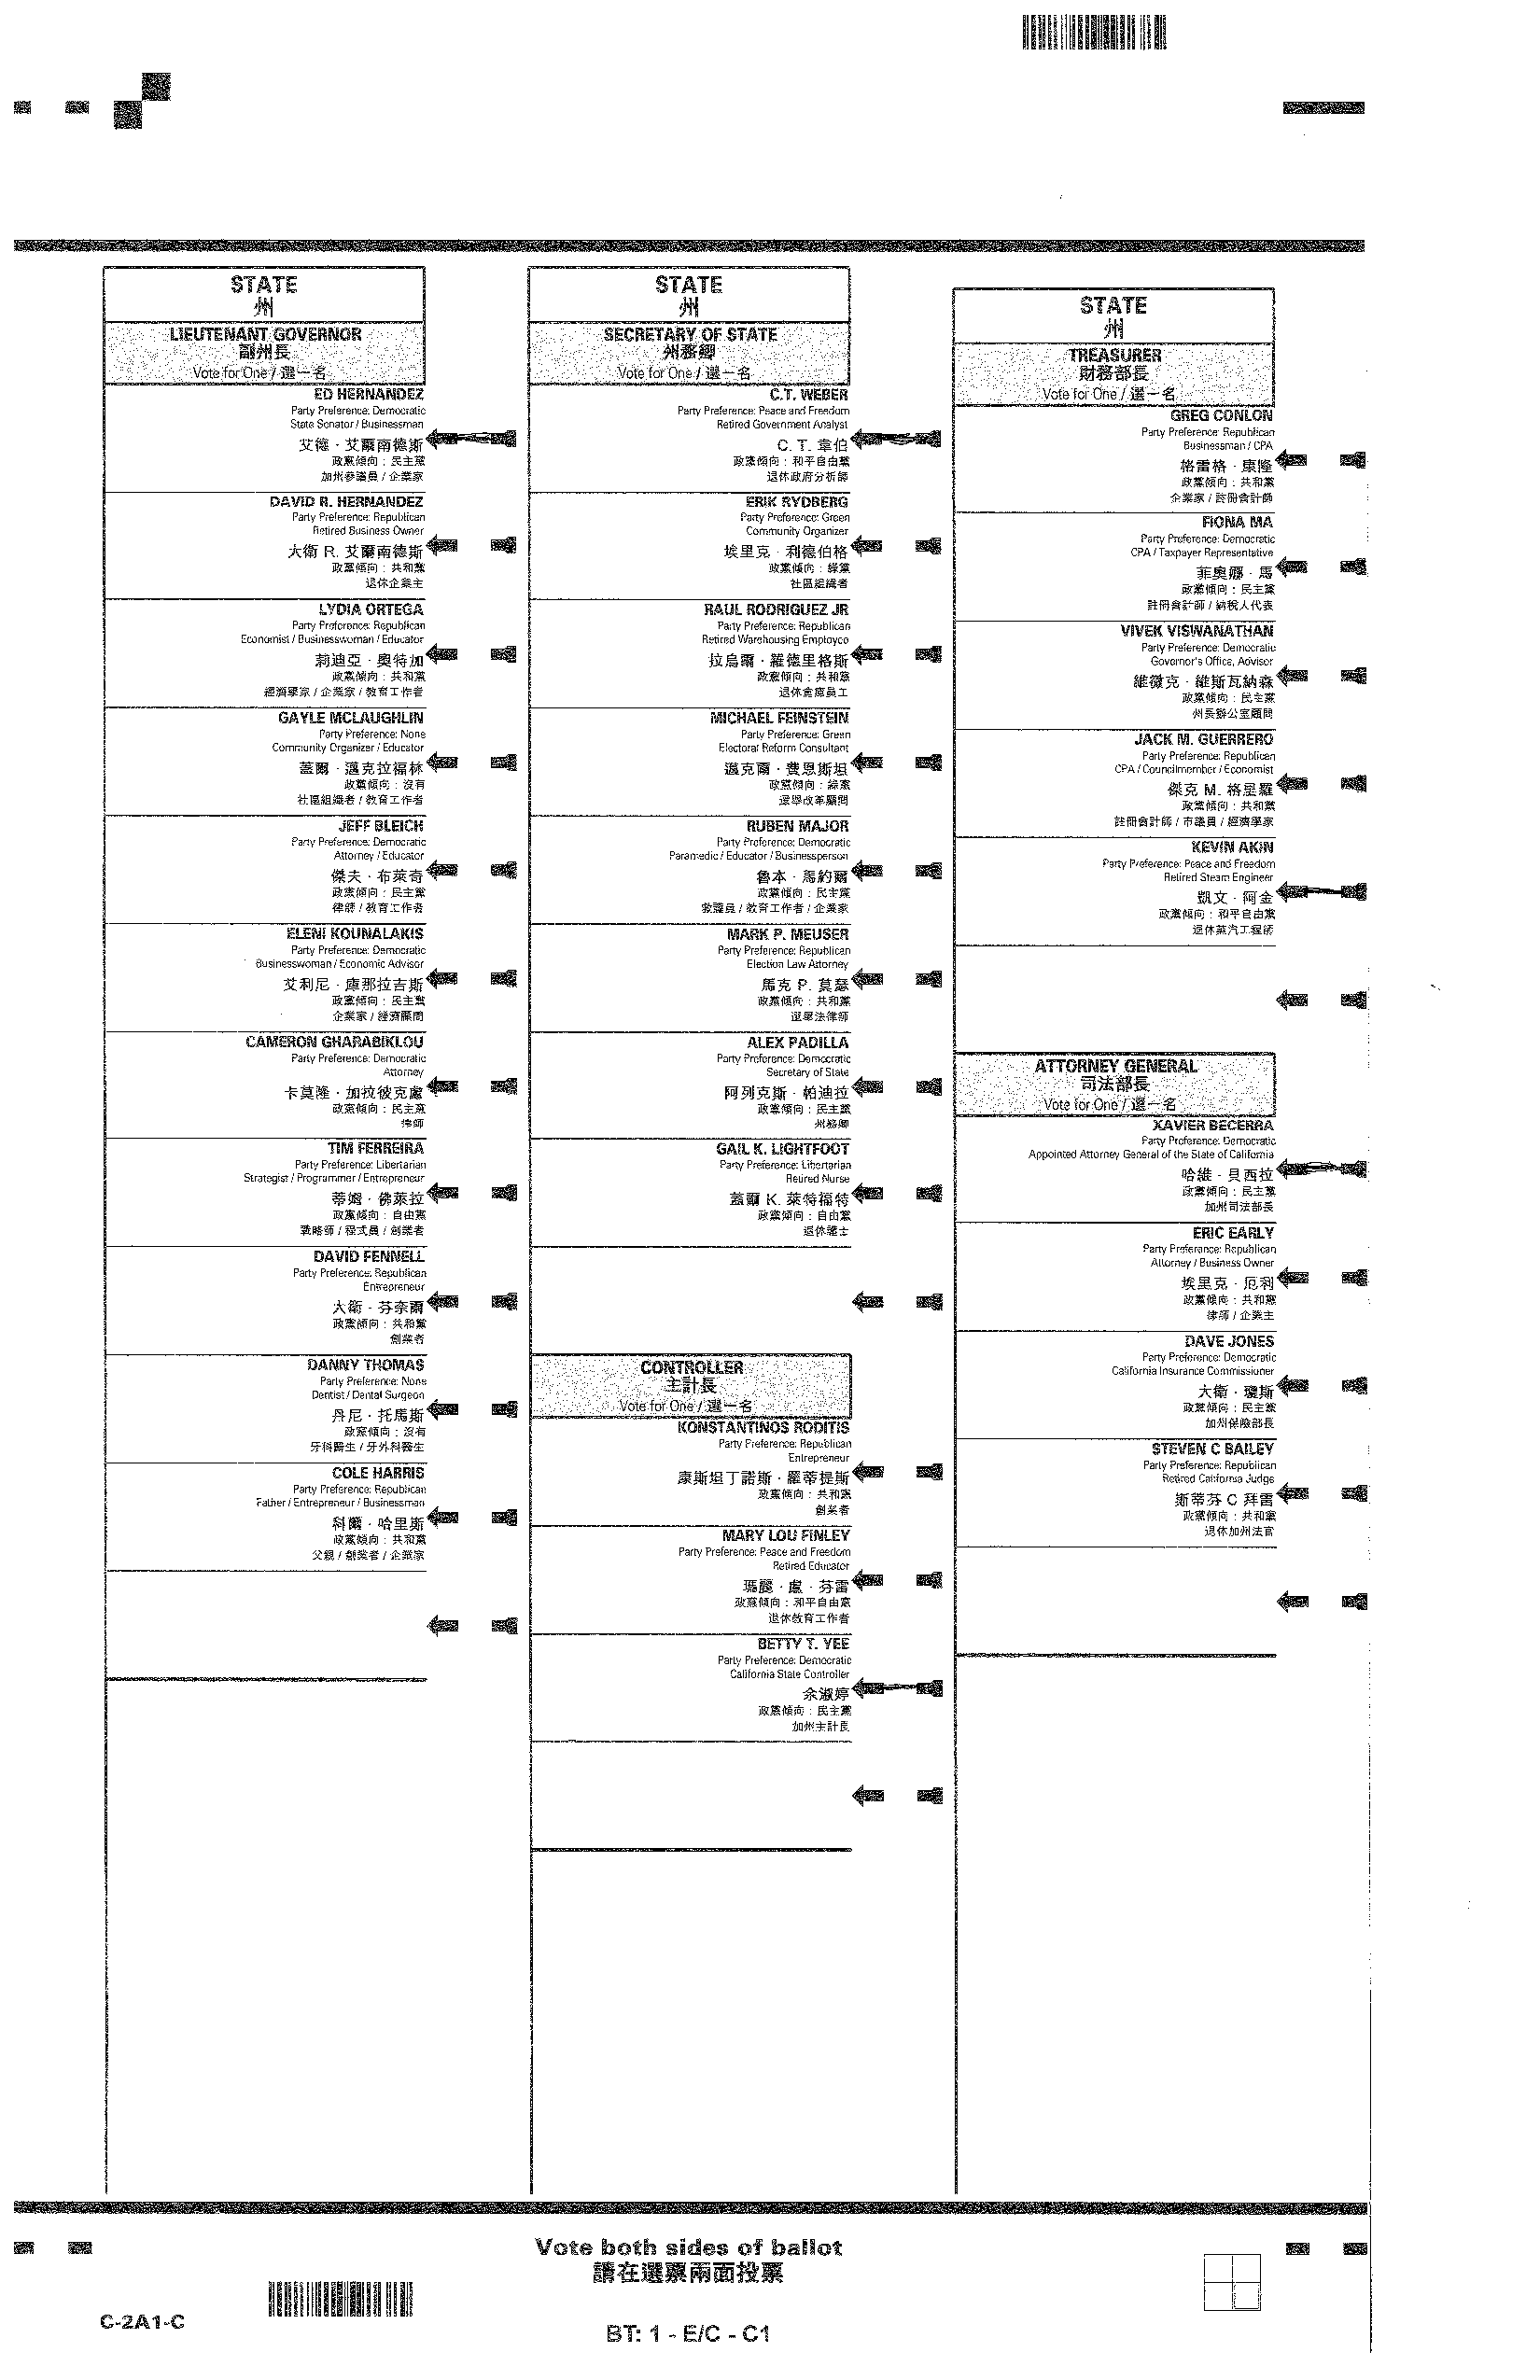 STATE
州
LIEUTENANT GOVERNOR
副州長
Vote for One / 選一名
ED HERNANDEZ
Party Preference: Democratic
State Senator / Businessman
艾德 · 艾爾南德斯
政黨傾向 : 民主黨
加州參議員 / 企業家
DAVID R. HERNANDEZ
Party Preference: Republican
Retired Business Owner
大衛 R. 艾爾南德斯
政黨傾向 : 共和黨
退休企業主
LYDIA ORTEGA
Party Preference: Republican
Economist / Businesswoman / Educator
莉迪亞 · 奧特加
政黨傾向 : 共和黨
經濟學家 / 企業家 / 教育工作者
GAYLE MCLAUGHLIN
Party Preference: None
Community Organizer / Educator
蓋爾 · 邁克拉福林
政黨傾向 : 沒有
社區組織者 / 教育工作者
JEFF BLEICH
Party Preference: Democratic
Attorney / Educator
傑夫 · 布萊奇
政黨傾向 : 民主黨
律師 / 教育工作者
ELENI KOUNALAKIS
Party Preference: Democratic
Businesswoman / Economic Advisor
艾利尼 · 庫那拉吉斯
政黨傾向 : 民主黨
企業家 / 經濟顧問
CAMERON GHARABIKLOU
Party Preference: Democratic
Attorney
卡莫隆 · 加拉彼克盧
政黨傾向 : 民主黨
律師
TIM FERREIRA
Party Preference: Libertarian
Strategist / Programmer / Entrepreneur
蒂姆 · 佛萊拉
政黨傾向 : 自由黨
戰略師 / 程式員 / 創業者
DAVID FENNELL
Party Preference: Republican
Entrepreneur
大衛 · 芬奈爾
政黨傾向 : 共和黨
創業者
DANNY THOMAS
Party Preference: None
Dentist / Dental Surgeon
丹尼 · 托馬斯
政黨傾向 : 沒有
牙科醫生 / 牙外科醫生
COLE HARRIS
Party Preference: Republican
Father / Entrepreneur / Businessman
科爾 · 哈里斯
政黨傾向 : 共和黨
父親 / 創業者 / 企業家
STATE
州
SECRETARY OF STATE
州務卿
Vote for One / 選一名
C.T. WEBER
Party Preference: Peace and Freedom
Retired Government Analyst
C. T. 韋伯
政黨傾向 : 和平自由黨
退休政府分析師
ERIK RYDBERG
Party Preference: Green
Community Organizer
埃里克 · 利德伯格
政黨傾向 : 綠黨
社區組織者
RAUL RODRIGUEZ JR
Party Preference: Republican
Retired Warehousing Employee
拉烏爾 · 羅德里格斯
政黨傾向 : 共和黨
退休倉庫員工
MICHAEL FEINSTEIN
Party Preference: Green
Electoral Reform Consultant
邁克爾 · 費恩斯坦
政黨傾向 : 綠黨
選舉改革顧問
RUBEN MAJOR
Party Preference: Democratic
Paramedic / Educator / Businessperson
魯本 · 馬約爾
政黨傾向 : 民主黨
救護員 / 教育工作者 / 企業家
MARK P. MEUSER
Party Preference: Republican
Election Law Attorney
馬克 P. 莫瑟
政黨傾向 : 共和黨
選舉法律師
ALEX PADILLA
Party Preference: Democratic
Secretary of State
阿列克斯 · 帕迪拉
政黨傾向 : 民主黨
州務卿
GAIL K. LIGHTFOOT
Party Preference: Libertarian
Retired Nurse
蓋爾 K. 萊特福特
政黨傾向 : 自由黨
退休護士
CONTROLLER
主計長
Vote for One / 選一名
KONSTANTINOS RODITIS
Party Preference: Republican
Entrepreneur
康斯坦丁諾斯 · 羅蒂提斯
政黨傾向 : 共和黨
創業者
MARY LOU FINLEY
Party Preference: Peace and Freedom
Retired Educator
瑪麗 · 盧 · 芬雷
政黨傾向 : 和平自由黨
退休教育工作者
BETTY T. YEE
Party Preference: Democratic
California State Controller
余淑婷
政黨傾向 : 民主黨
加州主計長
STATE
州
TREASURER
財務部長
Vote for One / 選一名
GREG CONLON
Party Preference: Republican
Businessman / CPA
格雷格 · 康隆
政黨傾向 : 共和黨
企業家 / 註冊會計師
FIONA MA
Party Preference: Democratic
CPA / Taxpayer Representative
菲奧娜 · 馬
政黨傾向 : 民主黨
註冊會計師 / 納稅人代表
VIVEK VISWANATHAN
Party Preference: Democratic
Governor's Office, Advisor
維微克 · 維斯瓦納森
政黨傾向 : 民主黨
州長辦公室顧問
JACK M. GUERRERO
Party Preference: Republican
CPA / Councilmember / Economist
傑克 M. 格里羅
政黨傾向 : 共和黨
註冊會計師 / 市議員 / 經濟學家
KEVIN AKIN
Party Preference: Peace and Freedom
Retired Steam Engineer
凱文 · 阿金
政黨傾向 : 和平自由黨
退休蒸汽工程師
ATTORNEY GENERAL
司法部長
Vote for One / 選一名
XAVIER BECERRA
Party Preference: Democratic
Appointed Attorney General of the State of California
哈維 · 貝西拉
政黨傾向 : 民主黨
加州司法部長
ERIC EARLY
Party Preference: Republican
Attorney / Business Owner
埃里克 · 厄利
政黨傾向 : 共和黨
律師 / 企業主
DAVE JONES
Party Preference: Democratic
California Insurance Commissioner
大衛 · 瓊斯
政黨傾向 : 民主黨
加州保險部長
STEVEN C BAILEY
Party Preference: Republican
Retired California Judge
斯蒂芬 C 拜雷
政黨傾向 : 共和黨
退休加州法官
Vote both sides of ballot
請在選票兩面投票
C-2A1-C
BT: 1 - E/C - C1